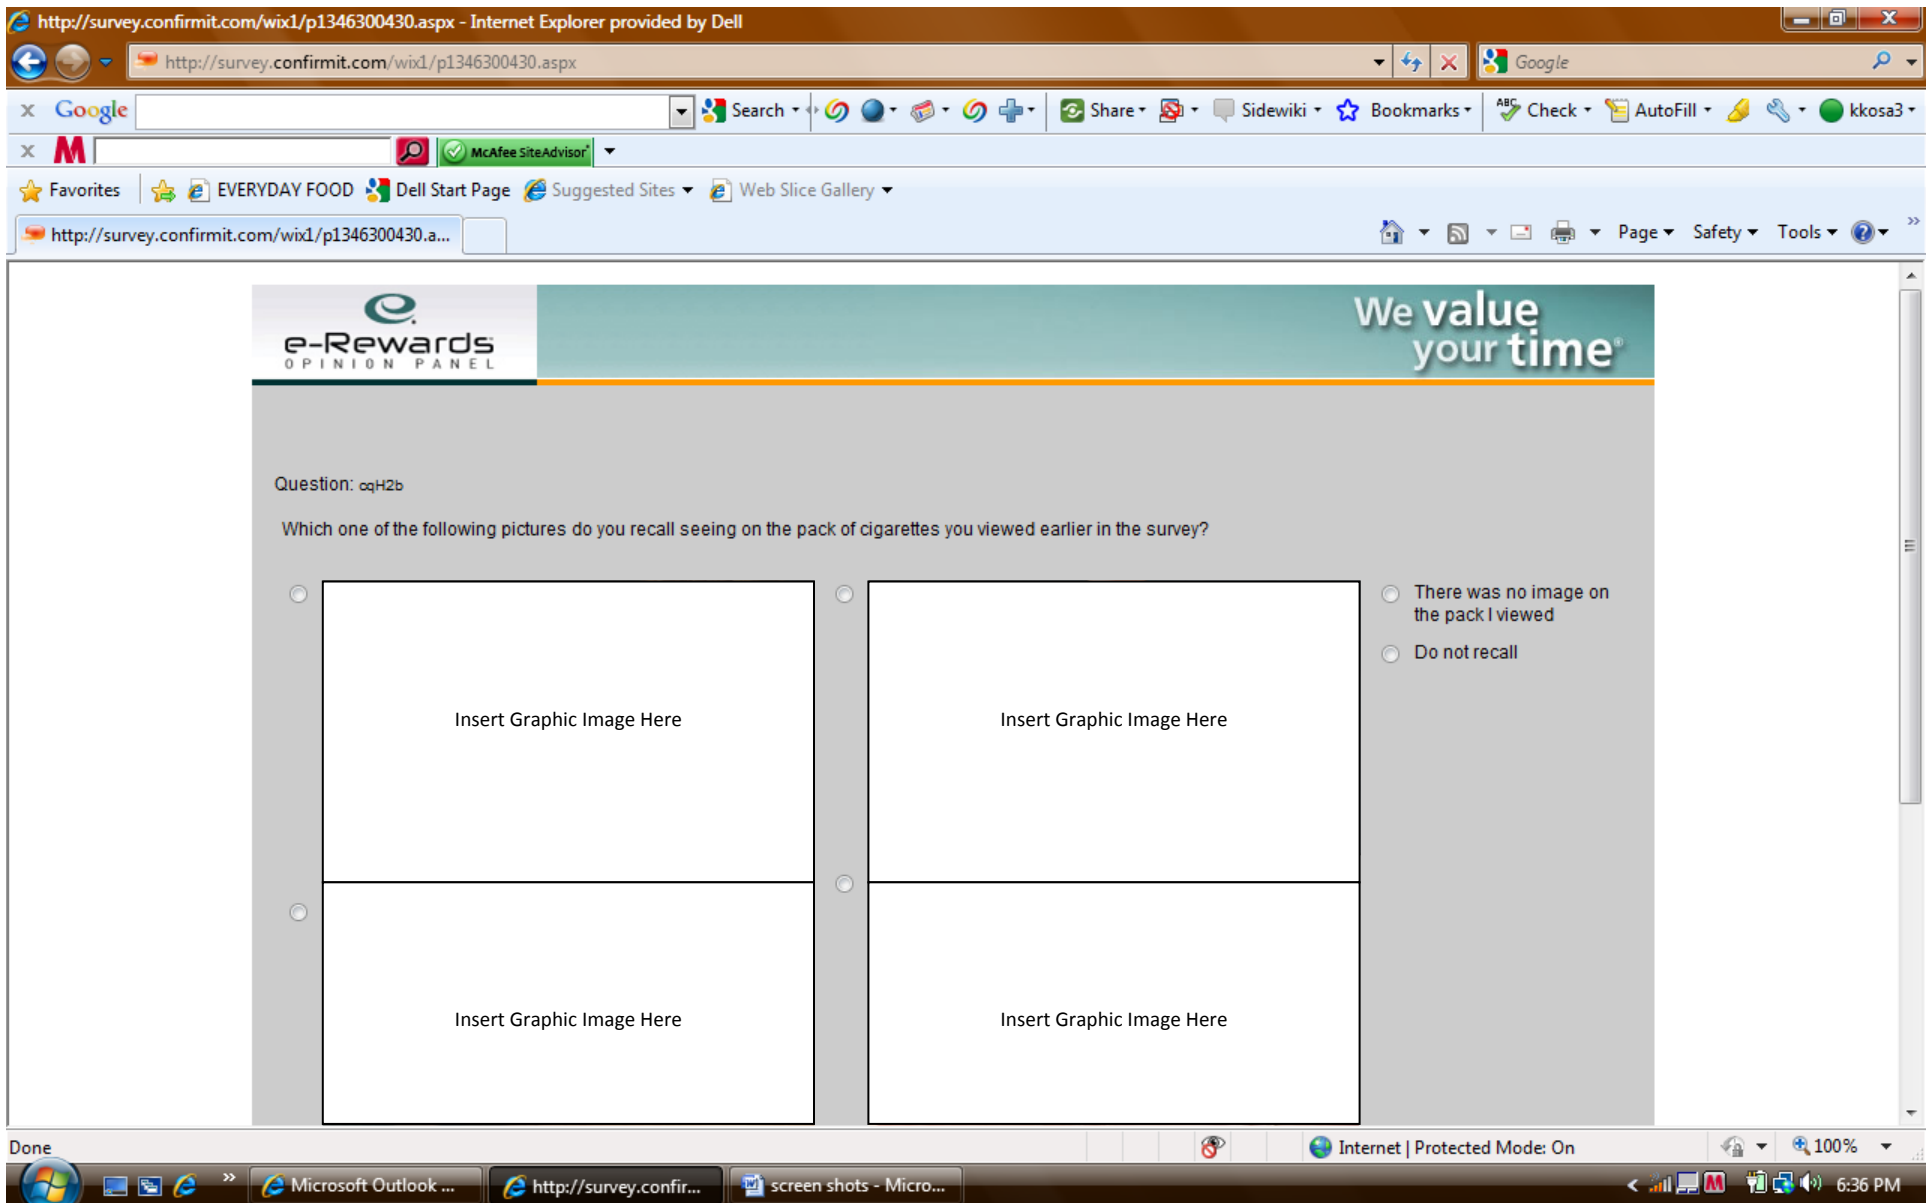 http://survey.confirmit.com/wix1/p1346300430.aspx - Internet Explorer provided by Dell
http://survey.confirmit.com/wix1/p1346300430.aspx
Google
X Google
Search
Share
Sidewiki
Bookmarks
Check
AutoFill
kkosa3
x M
McAfee SiteAdvisor
Favorites
EVERYDAY FOOD
Dell Start Page
Suggested Sites
Web Slice Gallery
http://survey.confirmit.com/wix1/p1346300430.a...
Page
Safety
Tools
e-Rewards
OPINION PANEL
We value
your time®
Question: cqH2b
Which one of the following pictures do you recall seeing on the pack of cigarettes you viewed earlier in the survey?
There was no image on
the pack I viewed
Do not recall
Insert Graphic Image Here
Insert Graphic Image Here
Insert Graphic Image Here
Insert Graphic Image Here
Done
Internet | Protected Mode: On
100%
Microsoft Outlook ...
http://survey.confir...
screen shots - Micro...
6:36 PM